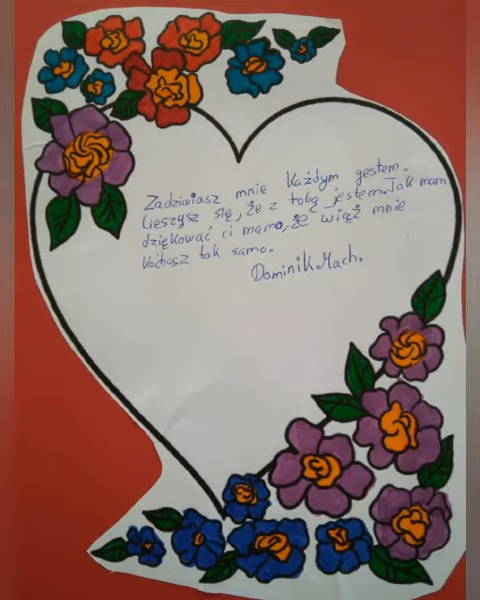 Zadziwiasz mnie każdym gestem.
Cieszysz się, że z tobą jestem. Jak mam
dziękować ci mamo, że wiąż mnie
kochasz tak samo.
Dominik.Mach.